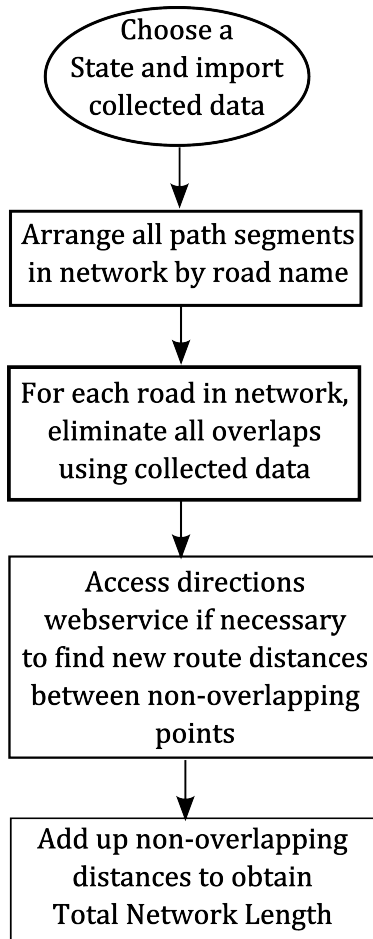 Choose a
State and import
collected data
Arrange all path segments
in network by road name
For each road in network,
eliminate all overlaps
using collected data
Access directions
webservice if necessary
to find new route distances
between non-overlapping
points
Add up non-overlapping
distances to obtain
Total Network Length